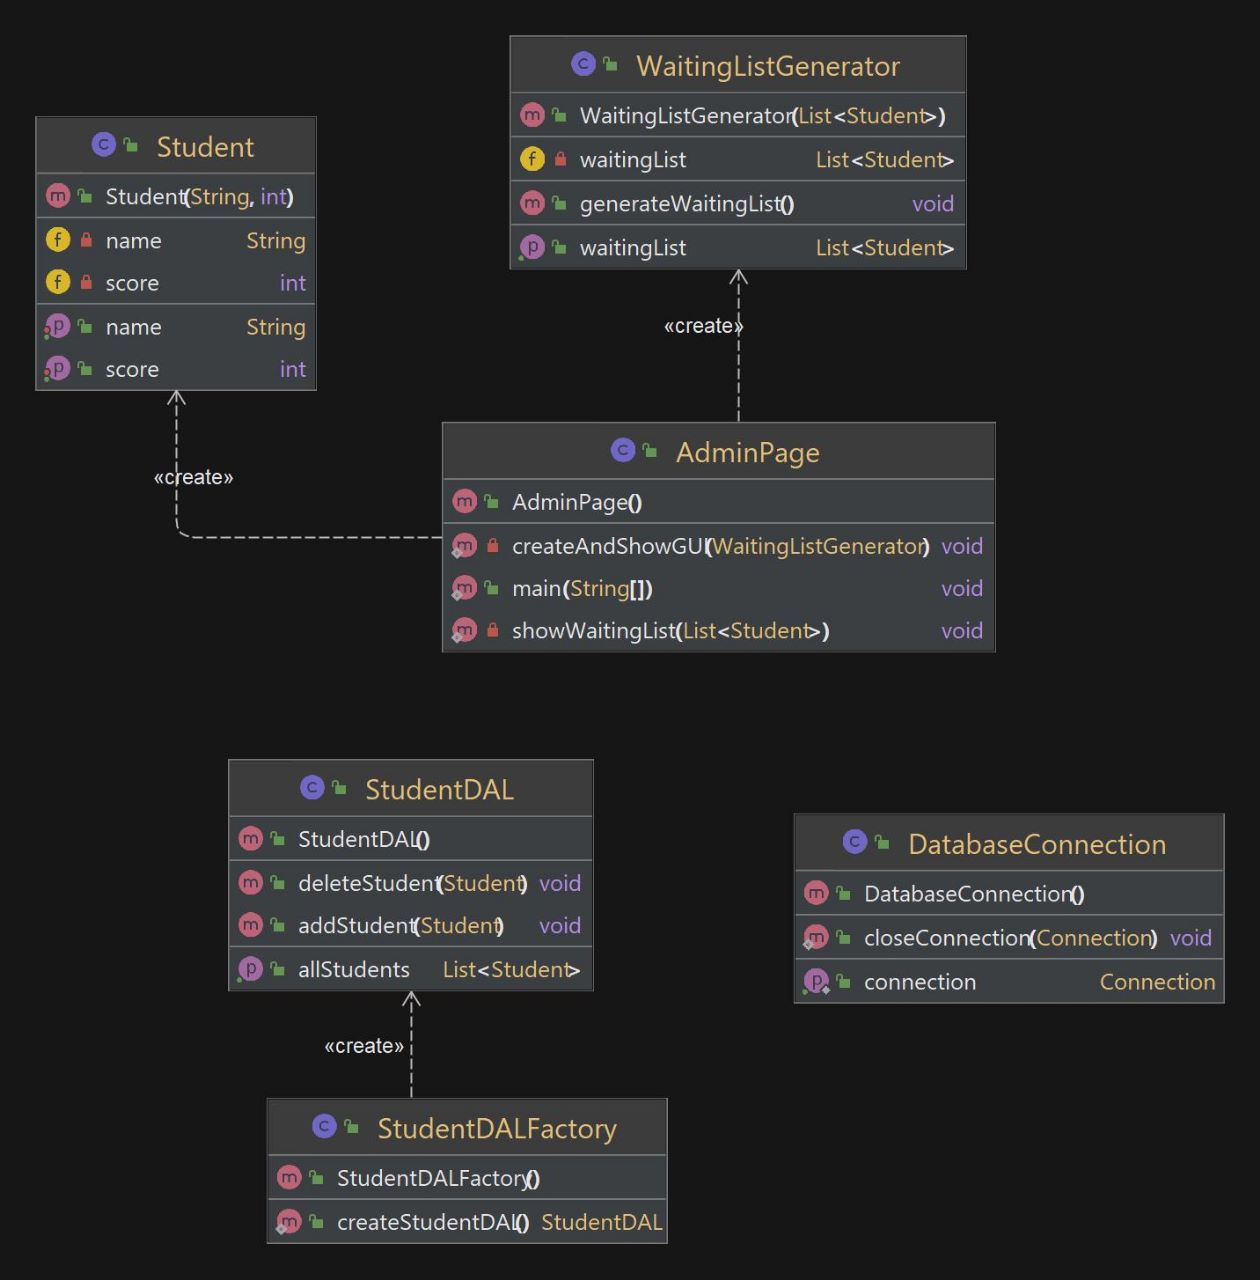 WaitingListGenerator
WaitingListGenerator(List<Student>)
waitingList List<Student>
generateWaitingList() void
waitingList List<Student>
Student
Student(String, int)
name String
score int
name String
score int
«create»
«create»
AdminPage
AdminPage()
createAndShowGUI(WaitingListGenerator) void
main(String[]) void
showWaitingList(List<Student>) void
StudentDAL
StudentDAL()
deleteStudent(Student) void
addStudent(Student) void
allStudents List<Student>
DatabaseConnection
DatabaseConnection()
closeConnection(Connection) void
connection Connection
«create»
StudentDALFactory
StudentDALFactory()
createStudentDAL() StudentDAL